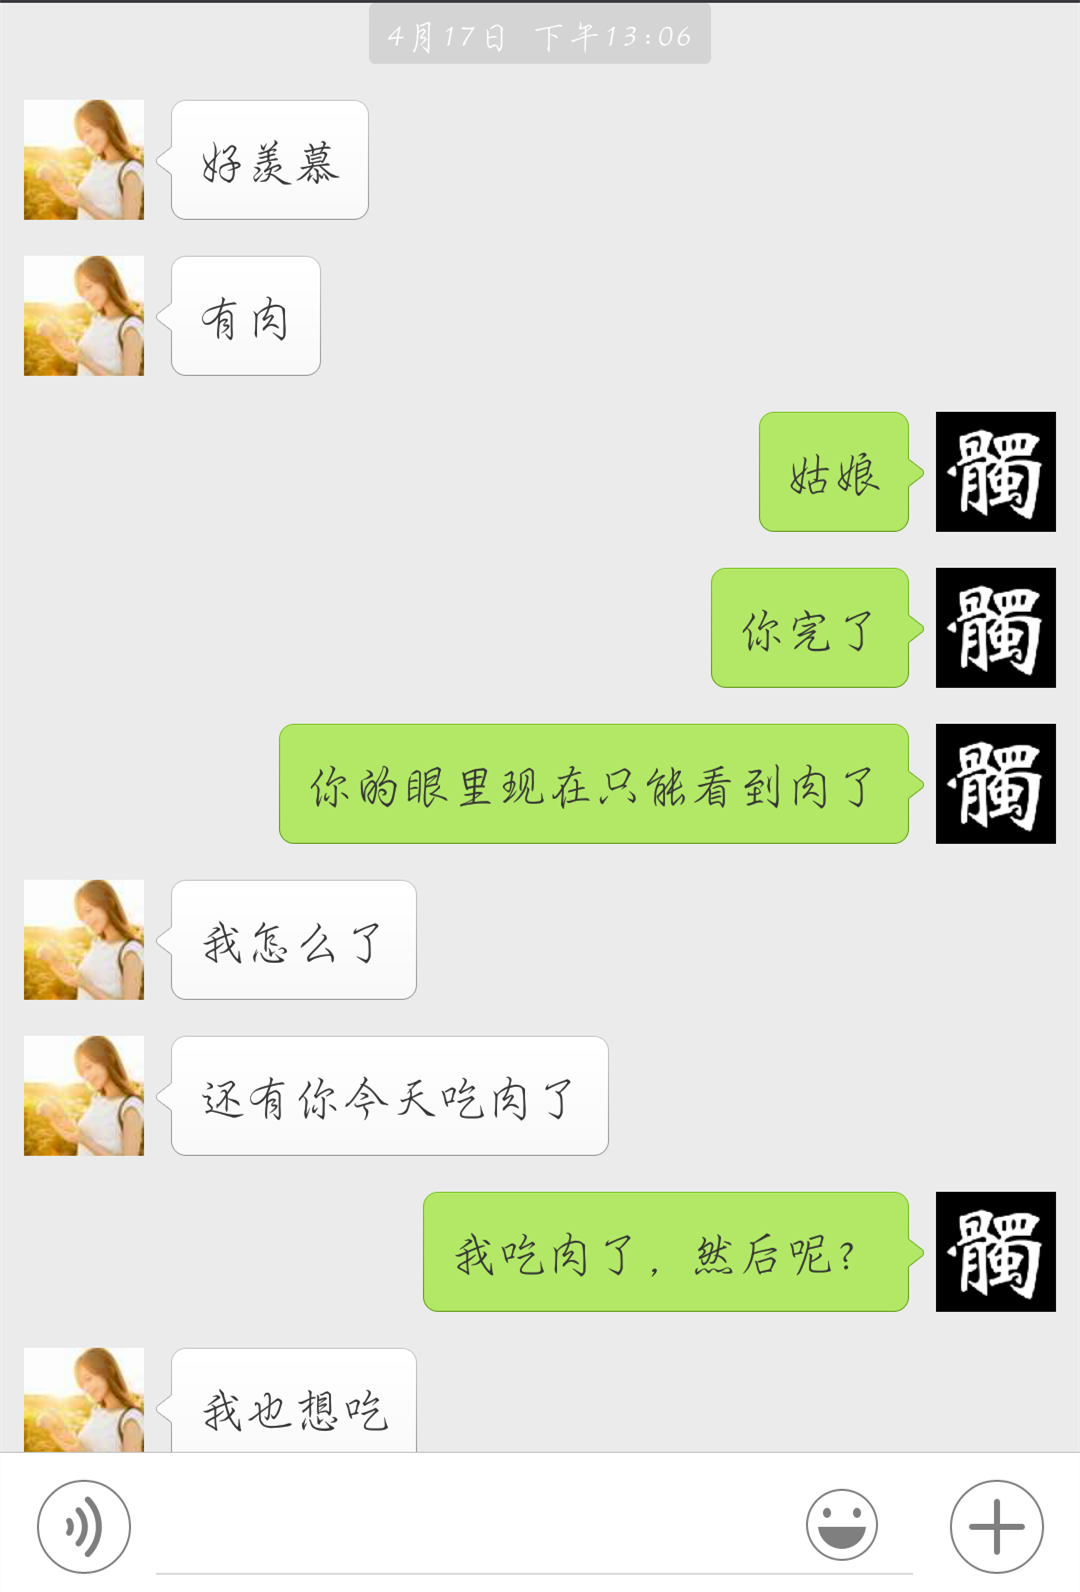 4月17日 下午13:06
好羡慕
有肉
姑娘
髑
你完了
髑
你的眼里现在只能看到肉了
髑
我怎么了
还有你今天吃肉了
我吃肉了，然后呢？
髑
我也想吃